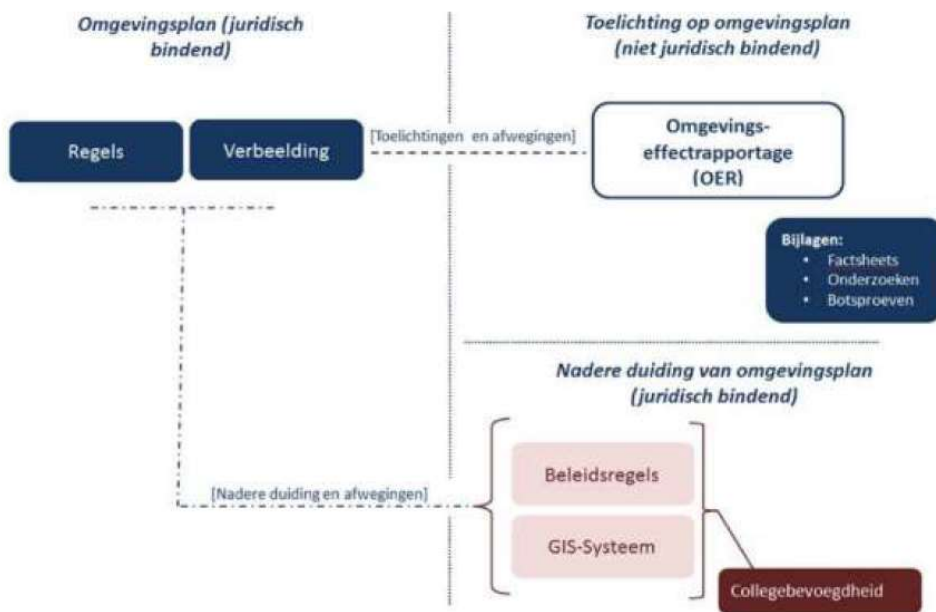 Omgevingsplan (juridisch
bindend)
Toelichting op omgevingsplan
(niet juridisch bindend)
Regels
Verbeelding
[Toelichtingen en afwegingen]
Omgevings-
effectrapportage
(OER)
Bijlagen:
• Factsheets
• Onderzoeken
• Botsproeven
Nadere duiding van omgevingsplan
(juridisch bindend)
[Nadere duiding en afwegingen]
Beleidsregels
GIS-Systeem
Collegebevoegdheid